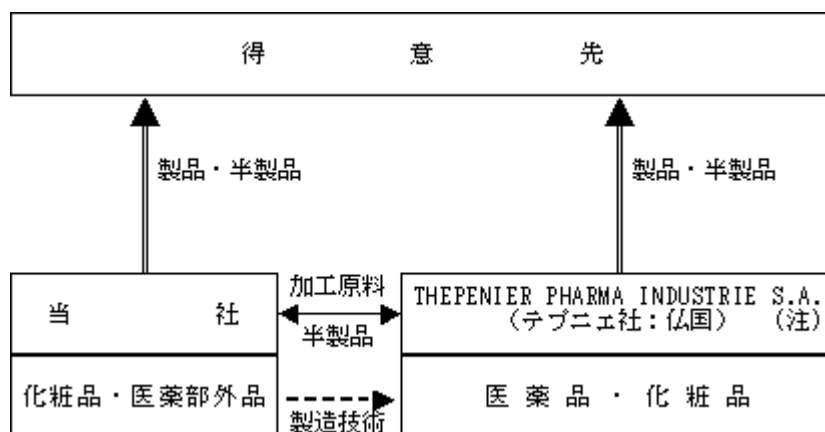 得意先
製品・半製品
製品・半製品
当社
加工原料
半製品
THEPENIER PHARMA INDUSTRIE S.A.
(テプニエ社:仏国) (注)
化粧品・医薬部外品
製造技術
医薬品・化粧品